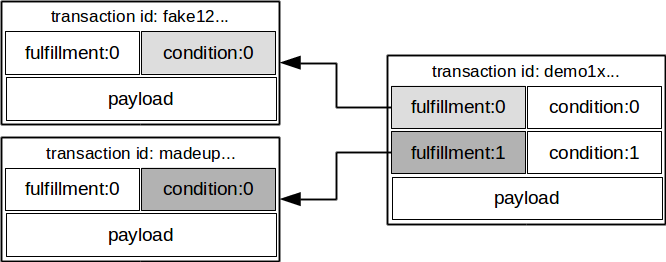 transaction id: fake12...
fulfillment:0 condition:0
payload
transaction id: madeup...
fulfillment:0 condition:0
payload
transaction id: demo1x...
fulfillment:0 condition:0
fulfillment:1 condition:1
payload